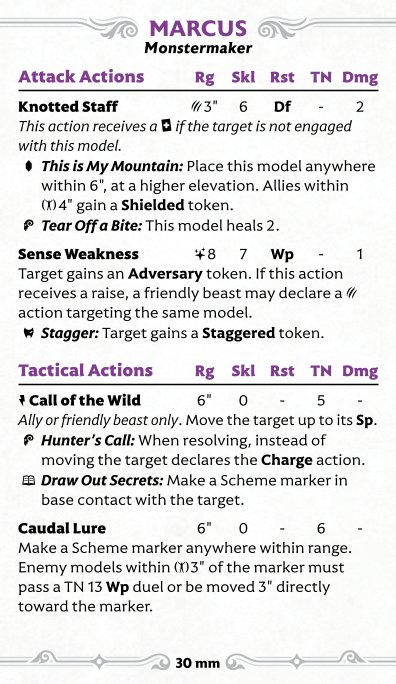 MARCUS
Monstermaker
Attack Actions Rg Skl Rst TN Dmg
Knotted Staff 3" 6 Df - 2
This action receives a if the target is not engaged
with this model.
This is My Mountain: Place this model anywhere
within 6", at a higher elevation. Allies within
4" gain a Shielded token.
Tear Off a Bite: This model heals 2.
Sense Weakness 8 7 Wp - 1
Target gains an Adversary token. If this action
receives a raise, a friendly beast may declare a
action targeting the same model.
Stagger: Target gains a Staggered token.
Tactical Actions Rg Skl Rst TN Dmg
Call of the Wild 6" 0 - 5 -
Ally or friendly beast only. Move the target up to its Sp.
Hunter's Call: When resolving, instead of
moving the target declares the Charge action.
Draw Out Secrets: Make a Scheme marker in
base contact with the target.
Caudal Lure 6" 0 - 6 -
Make a Scheme marker anywhere within range.
Enemy models within 3" of the marker must
pass a TN 13 Wp duel or be moved 3" directly
toward the marker.
30 mm